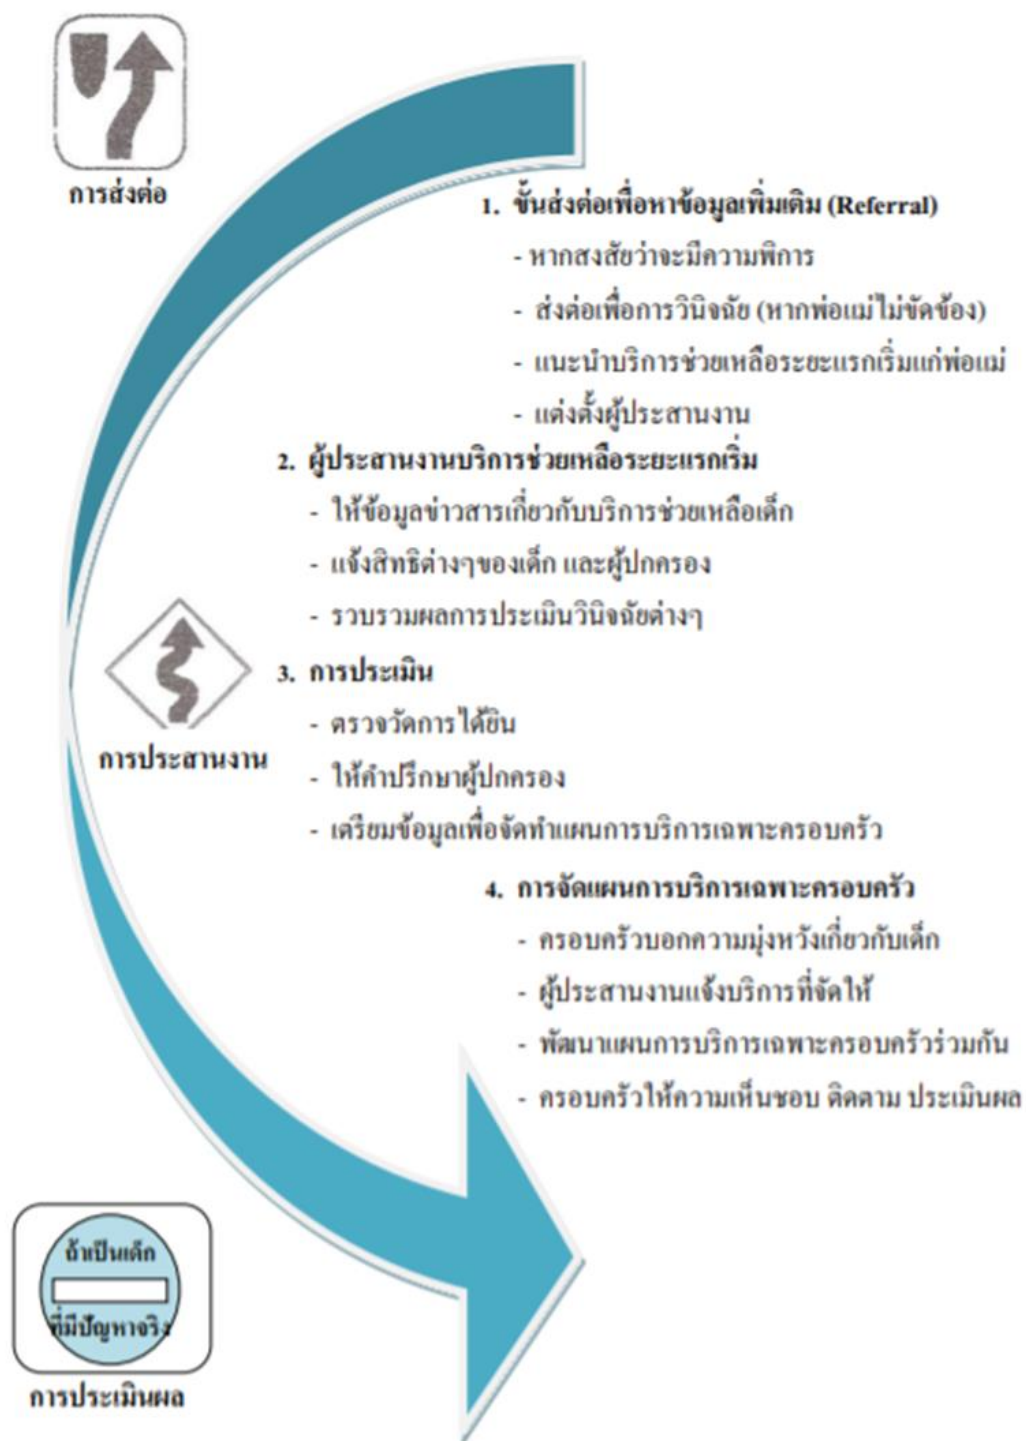 การส่งต่อ
1. ขั้นส่งต่อเพื่อหาข้อมูลเพิ่มเติม (Referral)
- หากสงสัยว่าจะมีความพิการ
- ส่งต่อเพื่อการวินิจฉัย (หากพ่อแม่ไม่ขัดข้อง)
- แนะนำบริการช่วยเหลือระยะแรกเริ่มแก่พ่อแม่
- แต่งตั้งผู้ประสานงาน
2. ผู้ประสานงานบริการช่วยเหลือระยะแรกเริ่ม
- ให้ข้อมูลข่าวสารเกี่ยวกับบริการช่วยเหลือเด็ก
- แจ้งสิทธิต่างๆของเด็ก และผู้ปกครอง
- รวบรวมผลการประเมินวินิจฉัยต่างๆ
การประสานงาน
3. การประเมิน
- ตรวจวัดการได้ยิน
- ให้คำปรึกษาผู้ปกครอง
- เตรียมข้อมูลเพื่อจัดทำแผนการบริการเฉพาะครอบครัว
4. การจัดแผนการบริการเฉพาะครอบครัว
- ครอบครัวบอกความมุ่งหวังเกี่ยวกับเด็ก
- ผู้ประสานงานแจ้งบริการที่จัดให้
- พัฒนาแผนการบริการเฉพาะครอบครัวร่วมกัน
- ครอบครัวให้ความเห็นชอบ ติดตาม ประเมินผล
ถ้าเป็นเด็ก
ที่มีปัญหาจริง
การประเมินผล